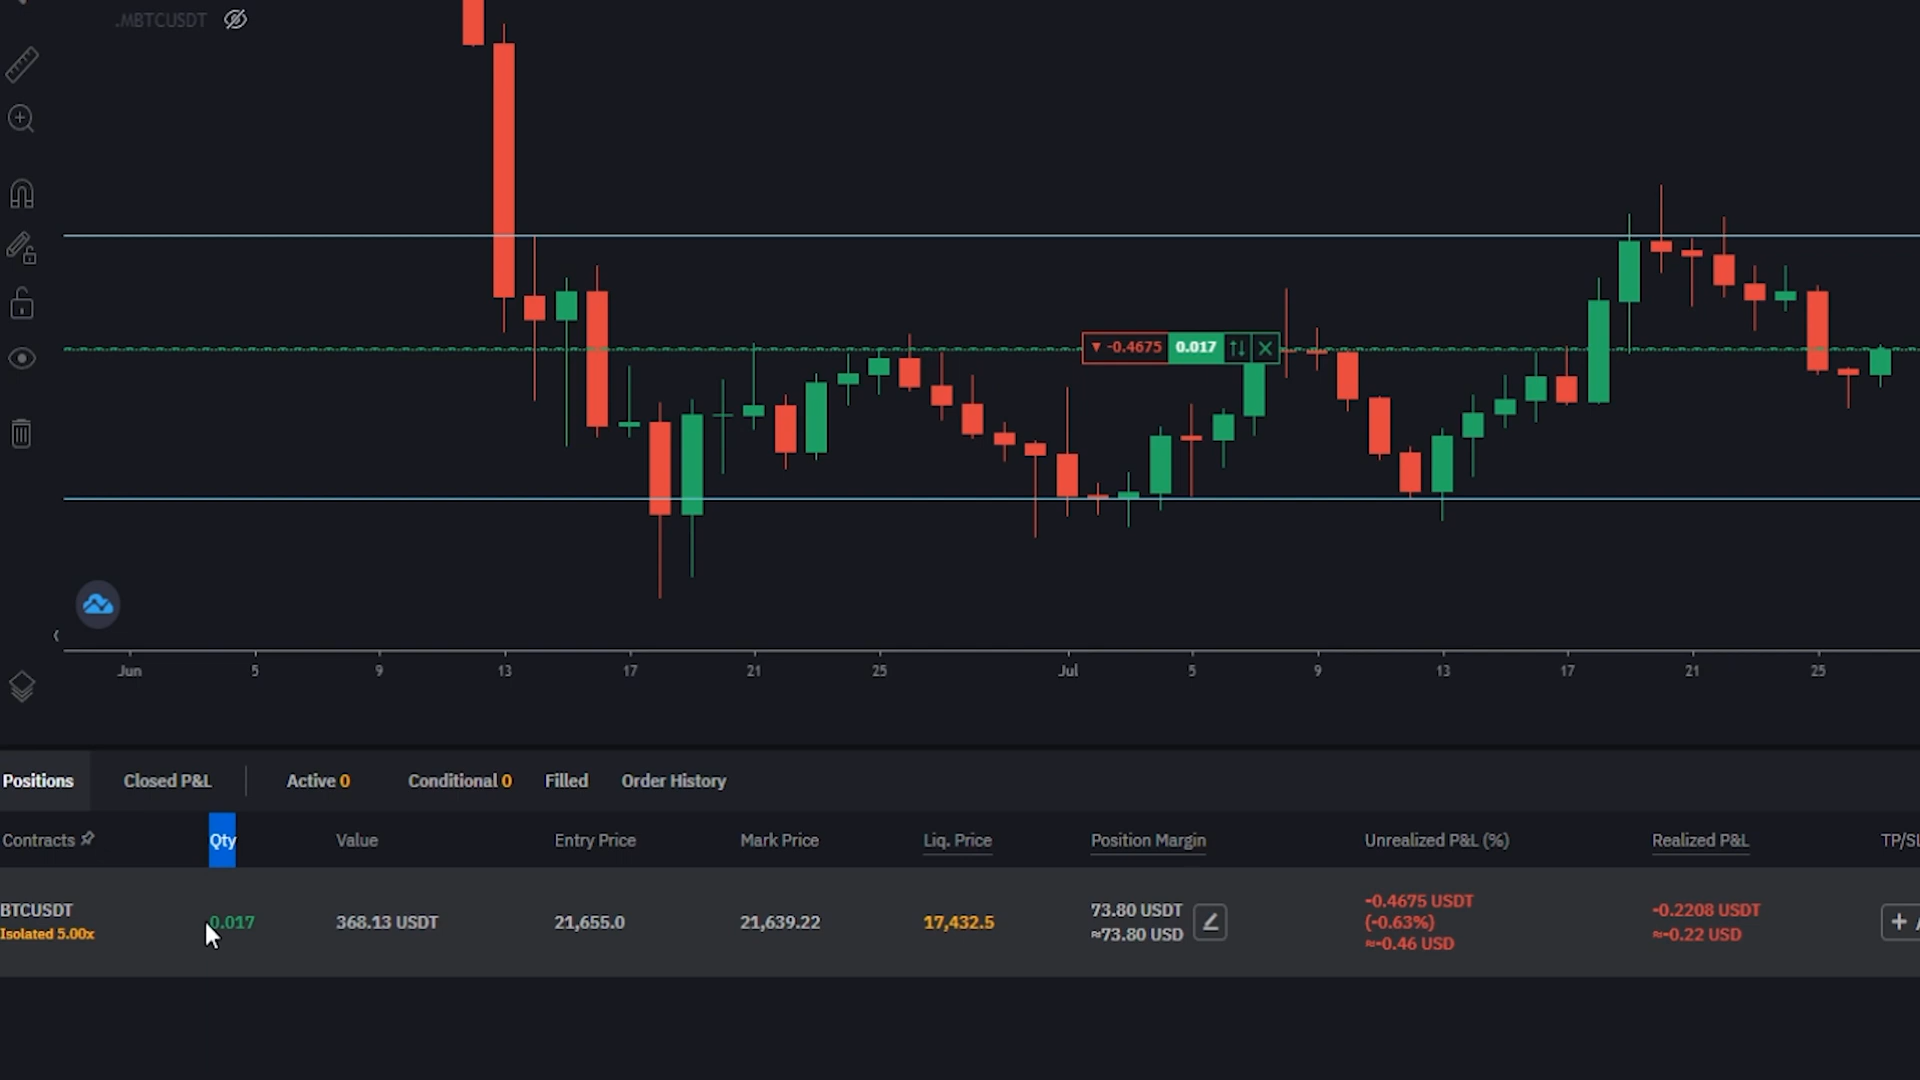 .MBTCUSDT
▼ -0.4675 0.017
Jun 5 9 13 17 21 25 Jul 5 9 13 17 21 25
Positions Closed P&L Active 0 Conditional 0 Filled Order History
Contracts Qty Value Entry Price Mark Price Liq. Price Position Margin Unrealized P&L (%) Realized P&L TP/SL
BTCUSDT
Isolated 5.00x
0.017 368.13 USDT 21,655.0 21,639.22 17,432.5
73.80 USDT
≈73.80 USD
-0.4675 USDT
(-0.63%)
≈-0.46 USD
-0.2208 USDT
≈-0.22 USD
+